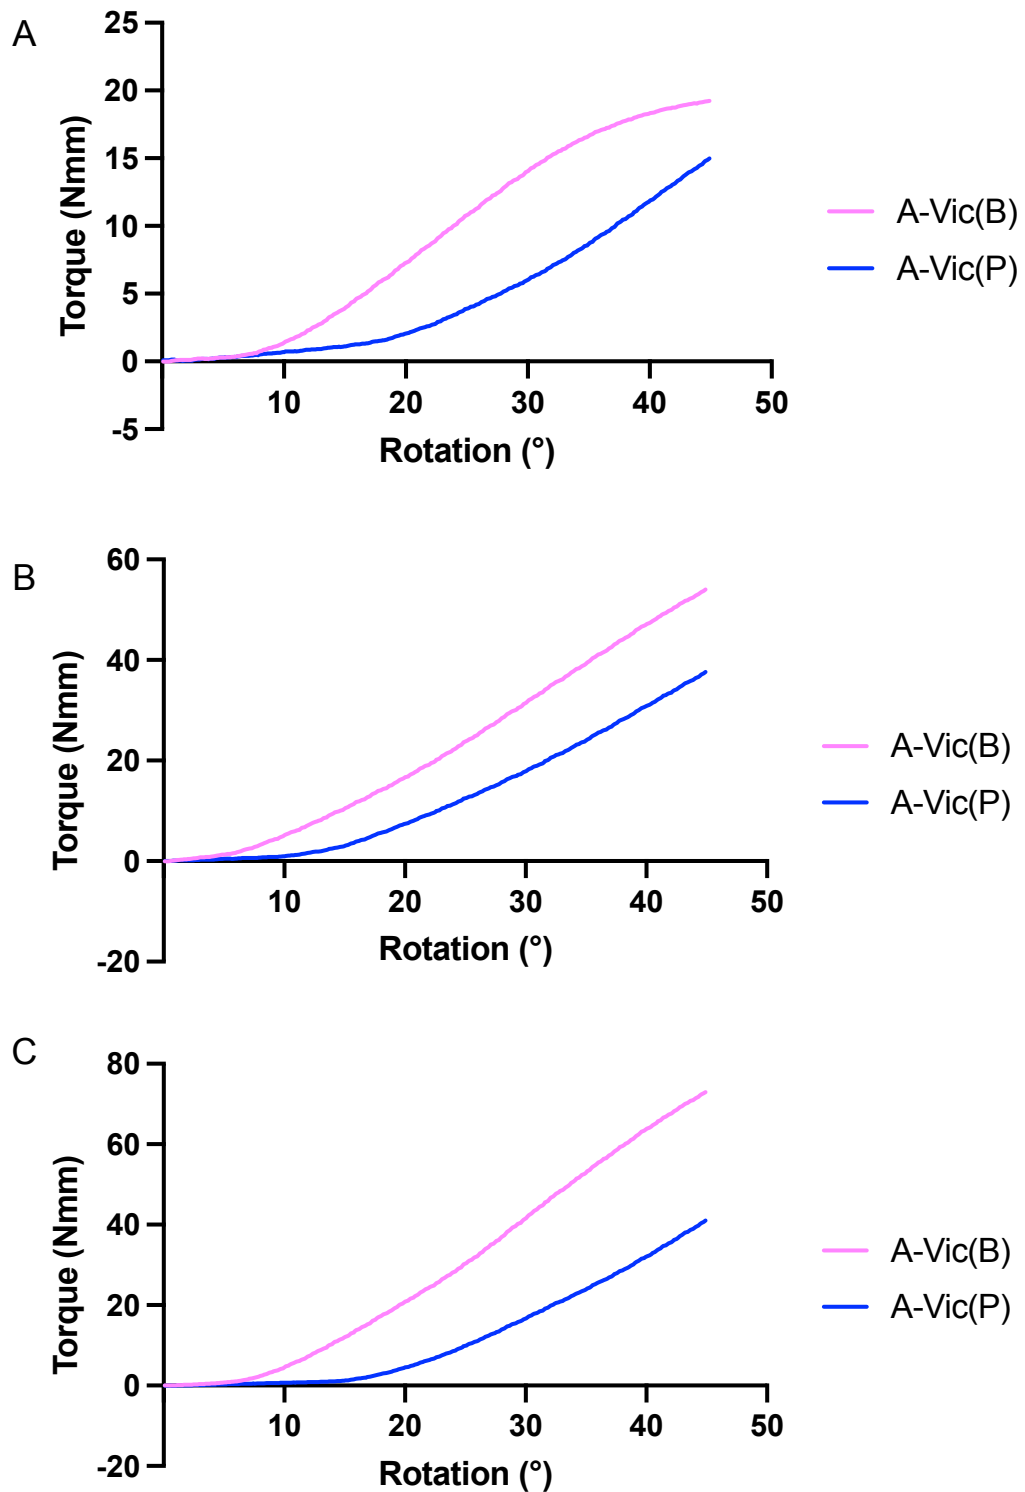 A
25
20
15
10
5
0
-5
Torque (Nmm)
10 20 30 40 50
Rotation (°)
A-Vic(B)
A-Vic(P)
B
60
40
20
0
-20
Torque (Nmm)
10 20 30 40 50
Rotation (°)
A-Vic(B)
A-Vic(P)
C
80
60
40
20
0
-20
Torque (Nmm)
10 20 30 40 50
Rotation (°)
A-Vic(B)
A-Vic(P)